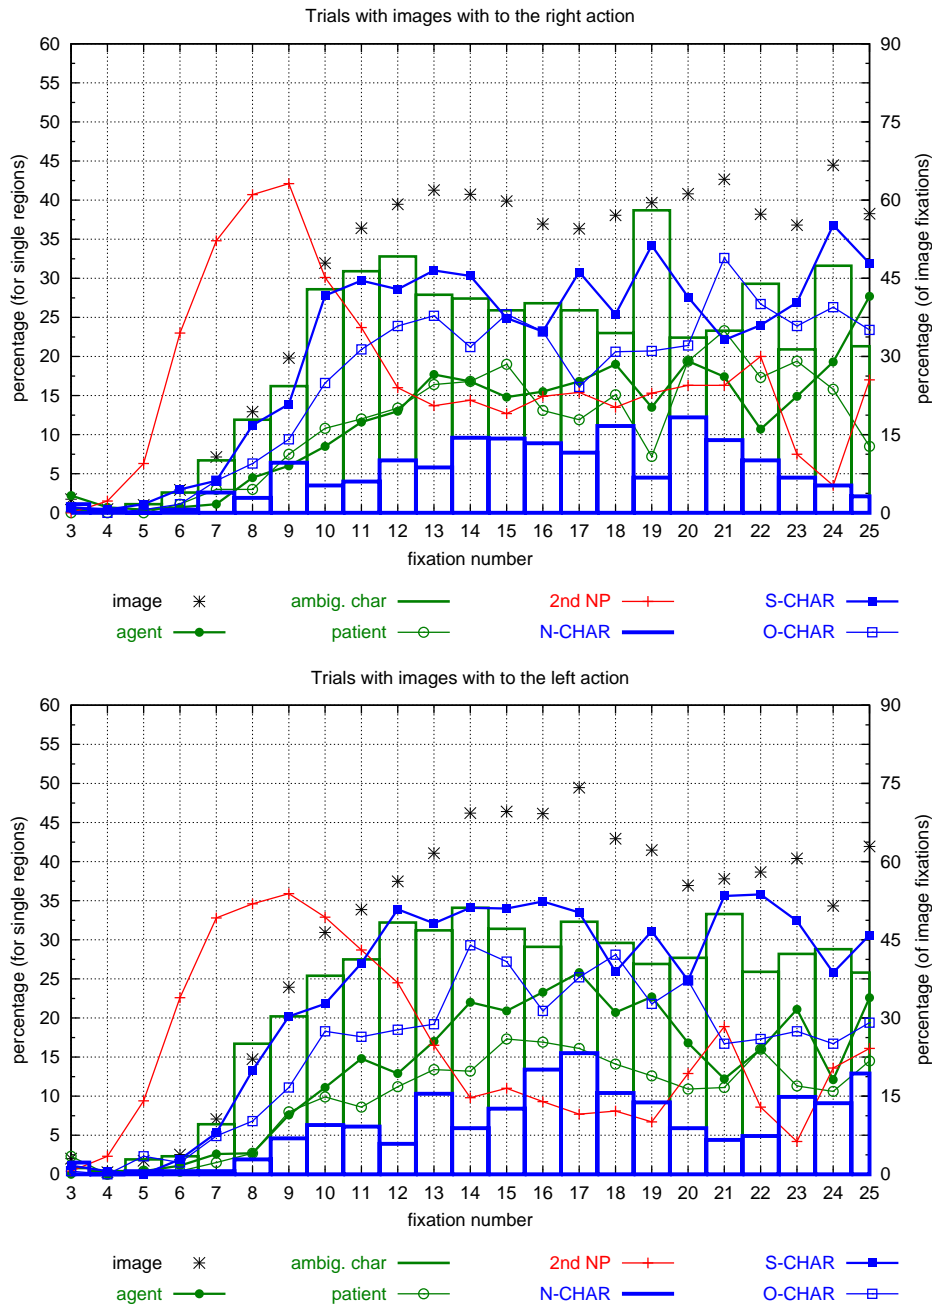 Trials with images with to the right action
60 90
55
50 75
45
40 60
35
30 45
25
20 30
15
10 15
5
0 0
percentage (for single regions)
percentage (of image fixations)
3 4 5 6 7 8 9 10 11 12 13 14 15 16 17 18 19 20 21 22 23 24 25
fixation number
image ambig. char 2nd NP S-CHAR
agent patient N-CHAR O-CHAR
Trials with images with to the left action
60 90
55
50 75
45
40 60
35
30 45
25
20 30
15
10 15
5
0 0
percentage (for single regions)
percentage (of image fixations)
3 4 5 6 7 8 9 10 11 12 13 14 15 16 17 18 19 20 21 22 23 24 25
fixation number
image ambig. char 2nd NP S-CHAR
agent patient N-CHAR O-CHAR